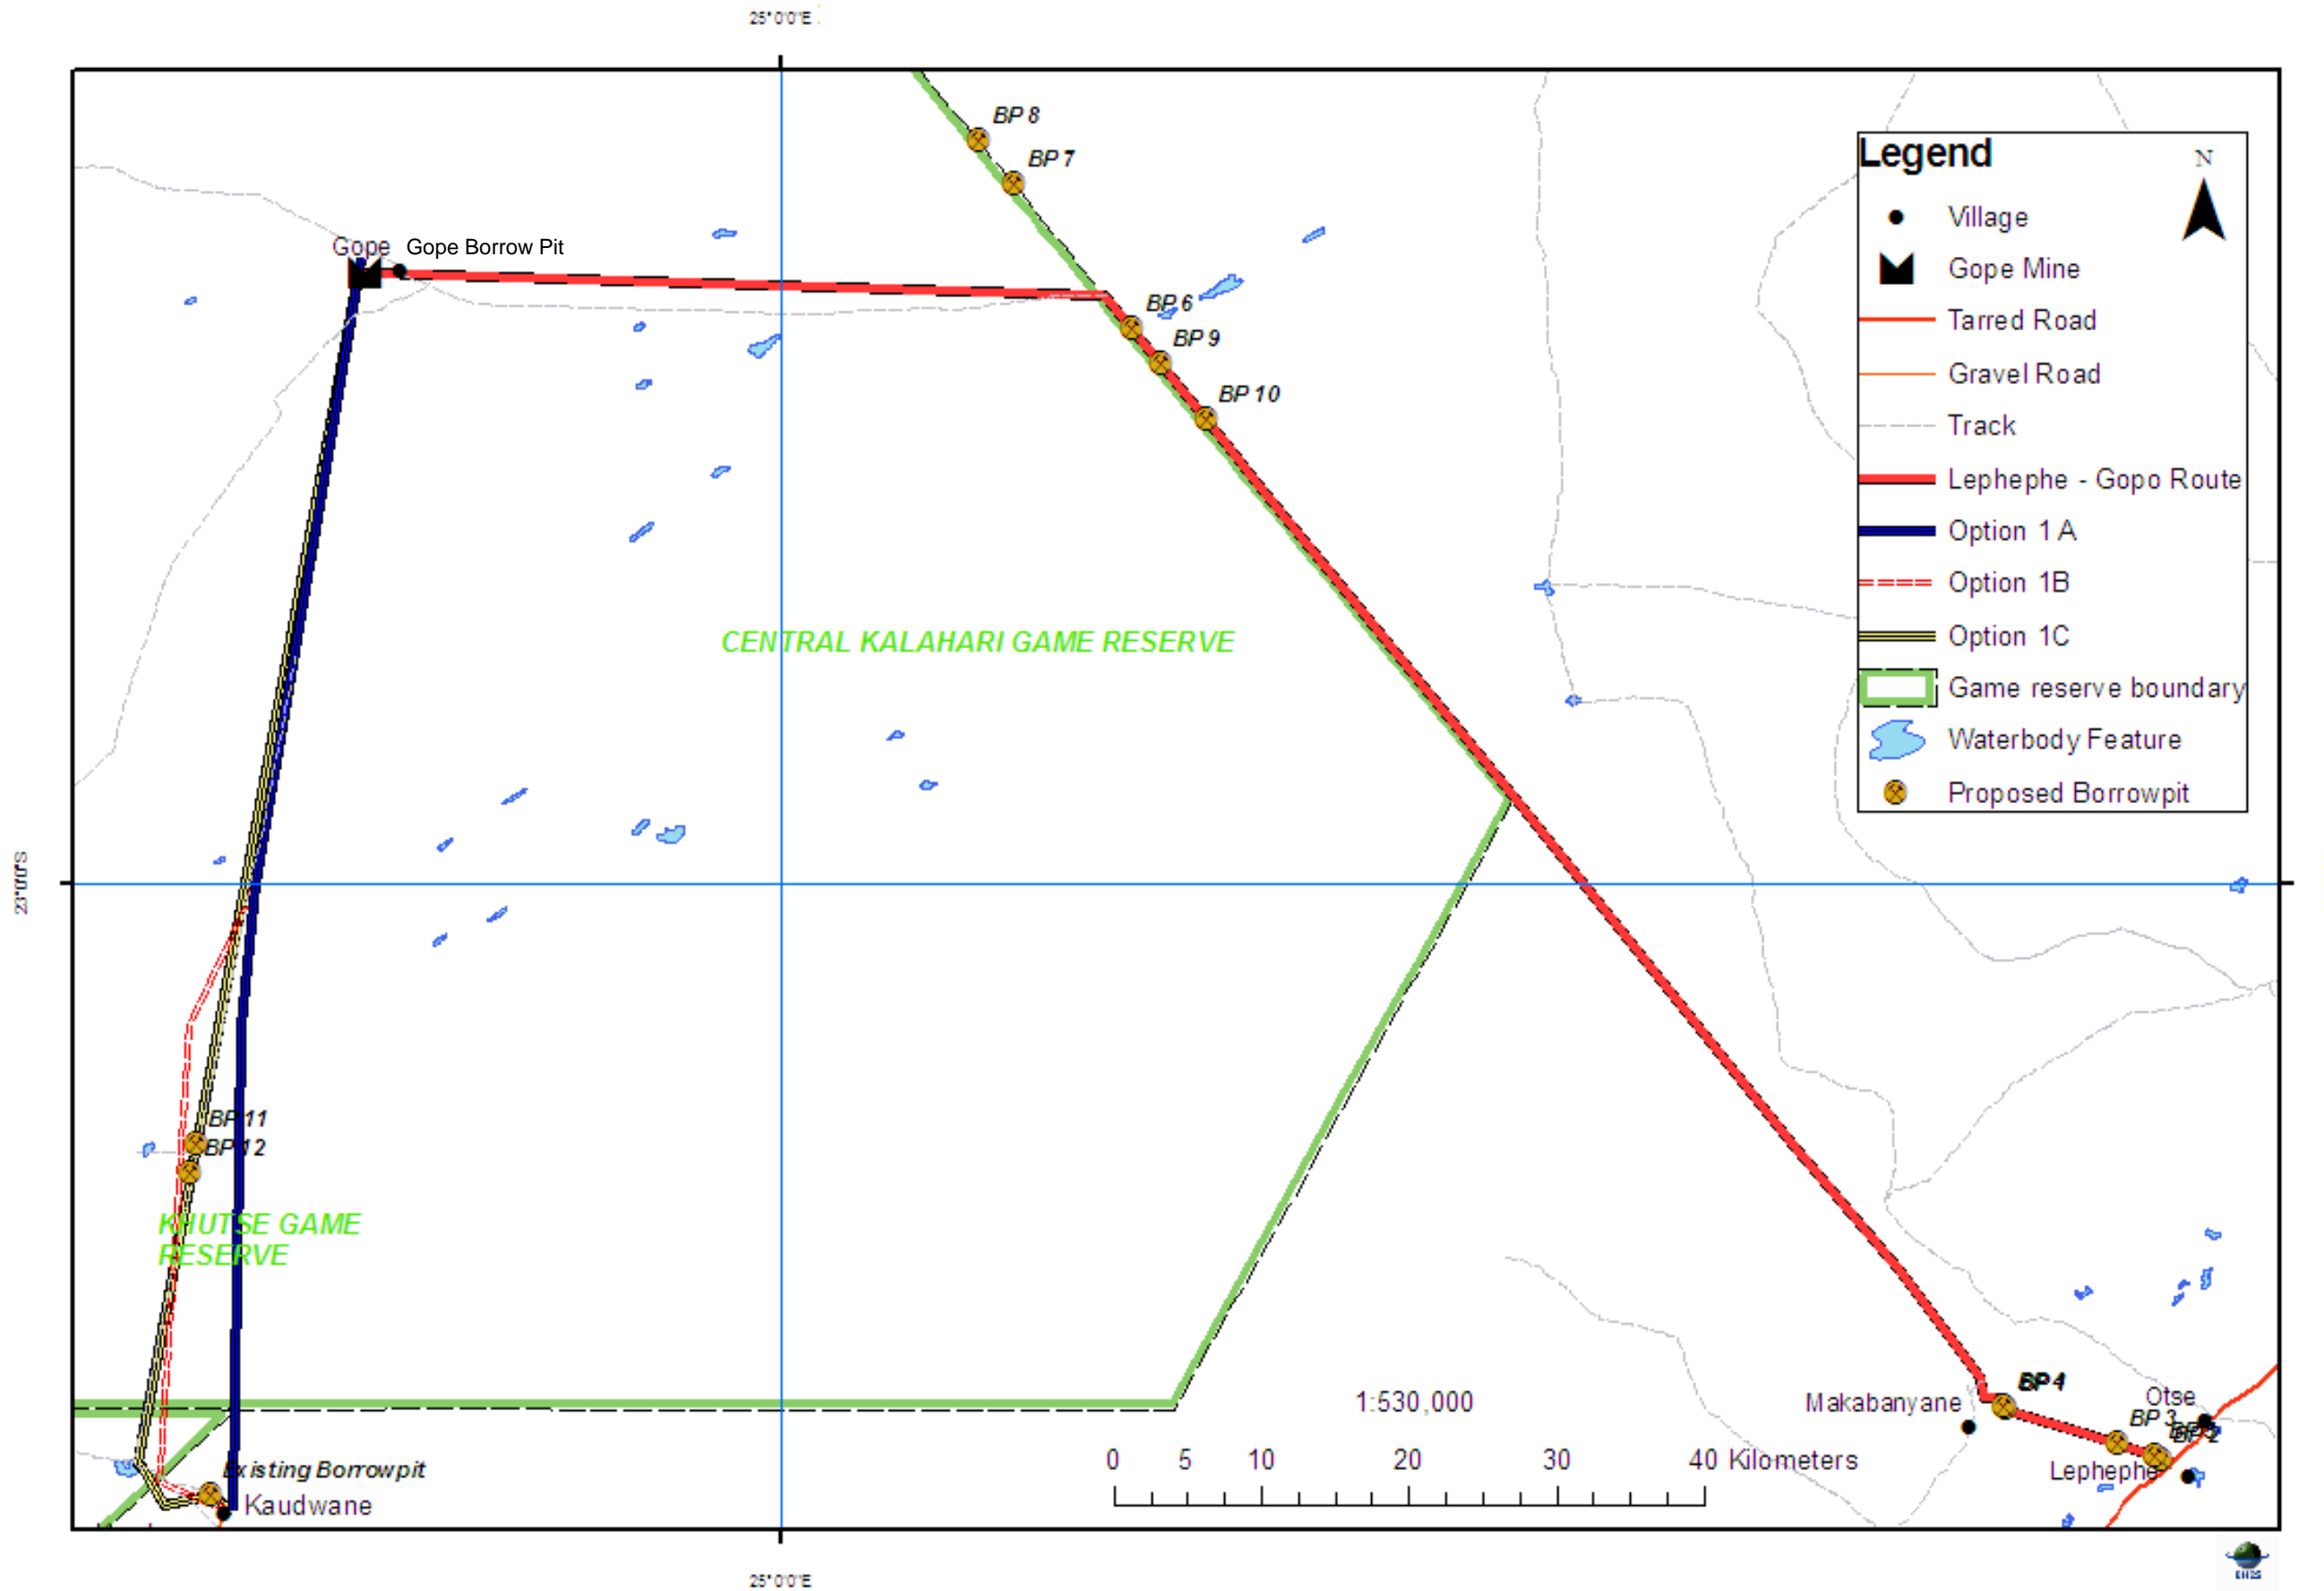 25°0'0"E
BP 8
BP 7
Legend
N
Village
Gope Mine
Tarred Road
Gravel Road
Track
Lephephe - Gopo Route
Option 1 A
Option 1B
Option 1C
Game reserve boundary
Waterbody Feature
Proposed Borrowpit
Gope
Gope Borrow Pit
BP 6
BP 9
BP 10
CENTRAL KALAHARI GAME RESERVE
23°0'0"S
BP 11
BP 12
KHUTSE GAME
RESERVE
1:530,000
0 5 10 20 30 40 Kilometers
Makabanyane
BP 4
Otse
BP 3
BP 2
Lephephe
Existing Borrowpit
Kaudwane
25°0'0"E
EHES